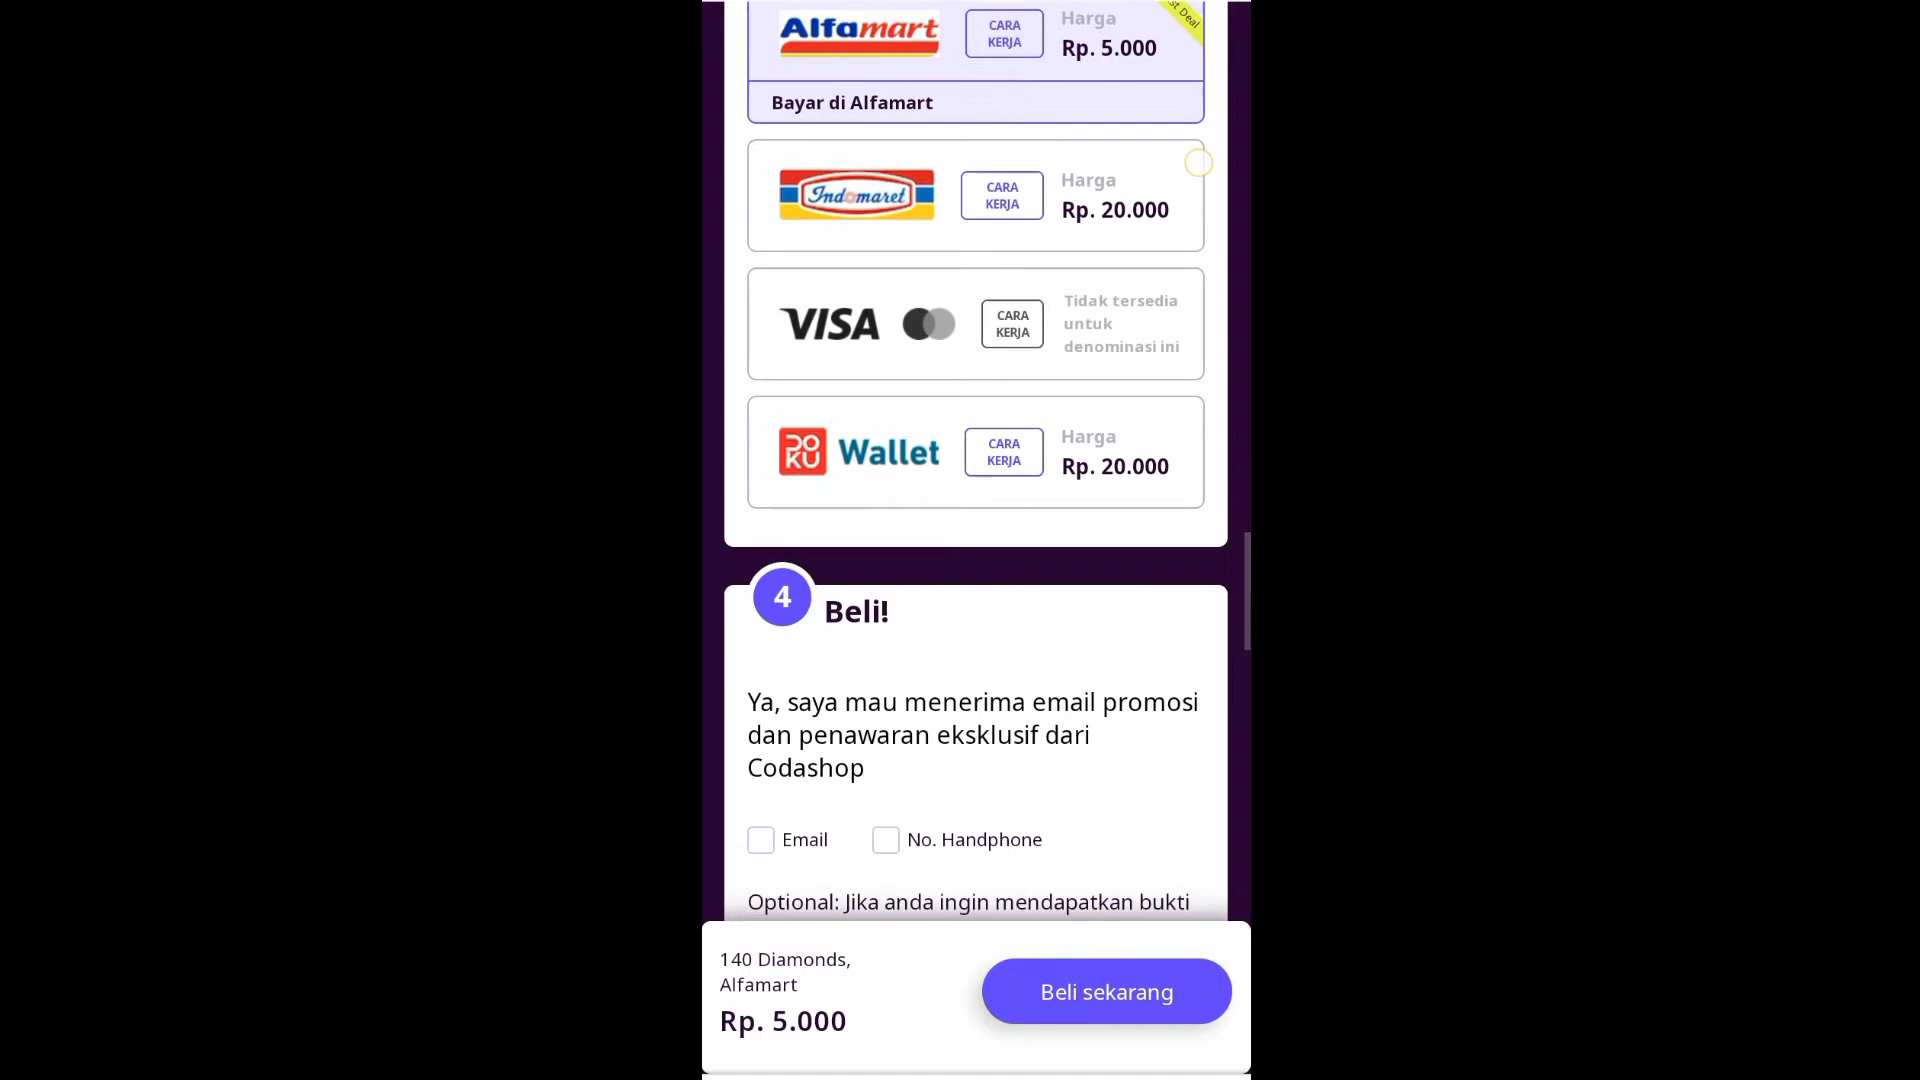 st Deal
Alfamart
CARA
KERJA
Harga
Rp. 5.000
Bayar di Alfamart
Indomaret
CARA
KERJA
Harga
Rp. 20.000
VISA
CARA
KERJA
Tidak tersedia
untuk
denominasi ini
DOKU Wallet
CARA
KERJA
Harga
Rp. 20.000
4
Beli!
Ya, saya mau menerima email promosi
dan penawaran eksklusif dari
Codashop
Email
No. Handphone
Optional: Jika anda ingin mendapatkan bukti
140 Diamonds,
Alfamart
Rp. 5.000
Beli sekarang